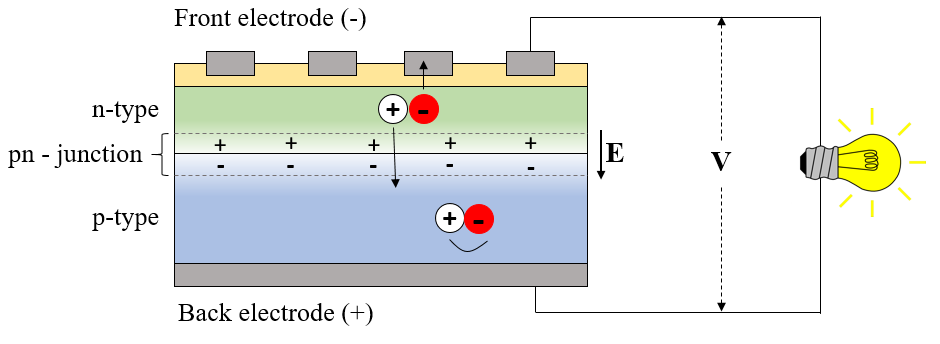 Front electrode (-)
n-type
+ -
+ + + + +
pn - junction
E
- - - - -
V
p-type
+ -
Back electrode (+)